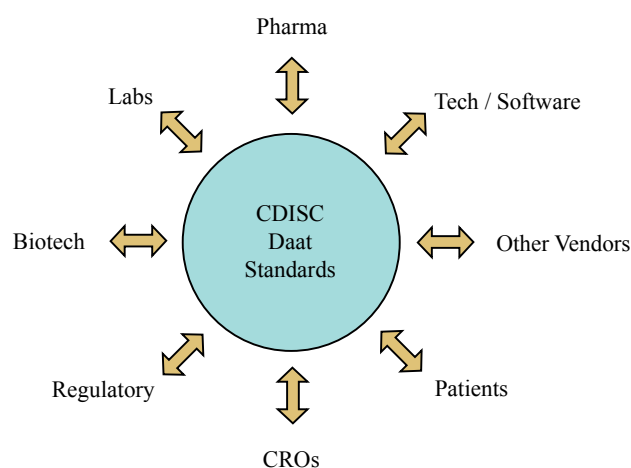 Pharma
Labs
Tech / Software
CDISC
Daat
Standards
Biotech
Other Vendors
Regulatory
Patients
CROs